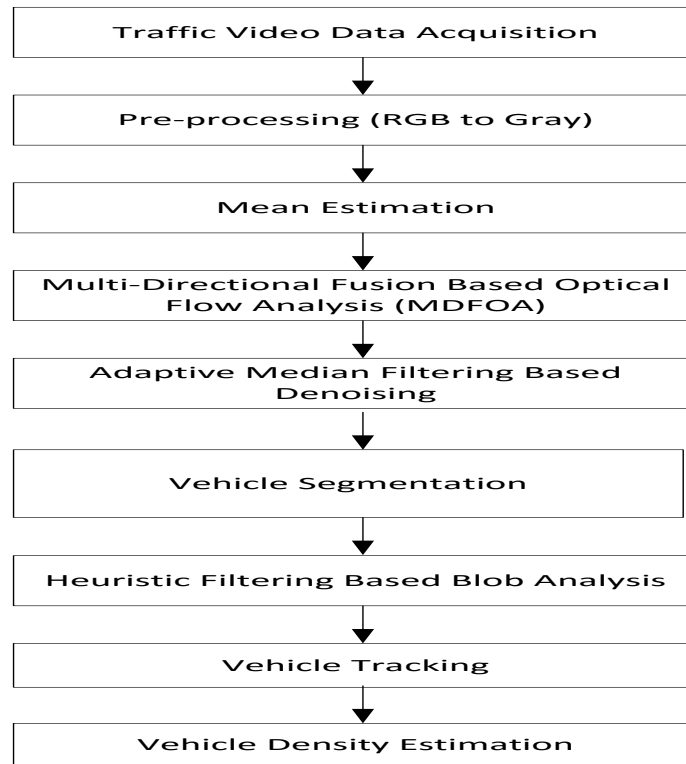 Traffic Video Data Acquisition
Pre-processing (RGB to Gray)
Mean Estimation
Multi-Directional Fusion Based Optical
Flow Analysis (MDFOA)
Adaptive Median Filtering Based
Denoising
Vehicle Segmentation
Heuristic Filtering Based Blob Analysis
Vehicle Tracking
Vehicle Density Estimation